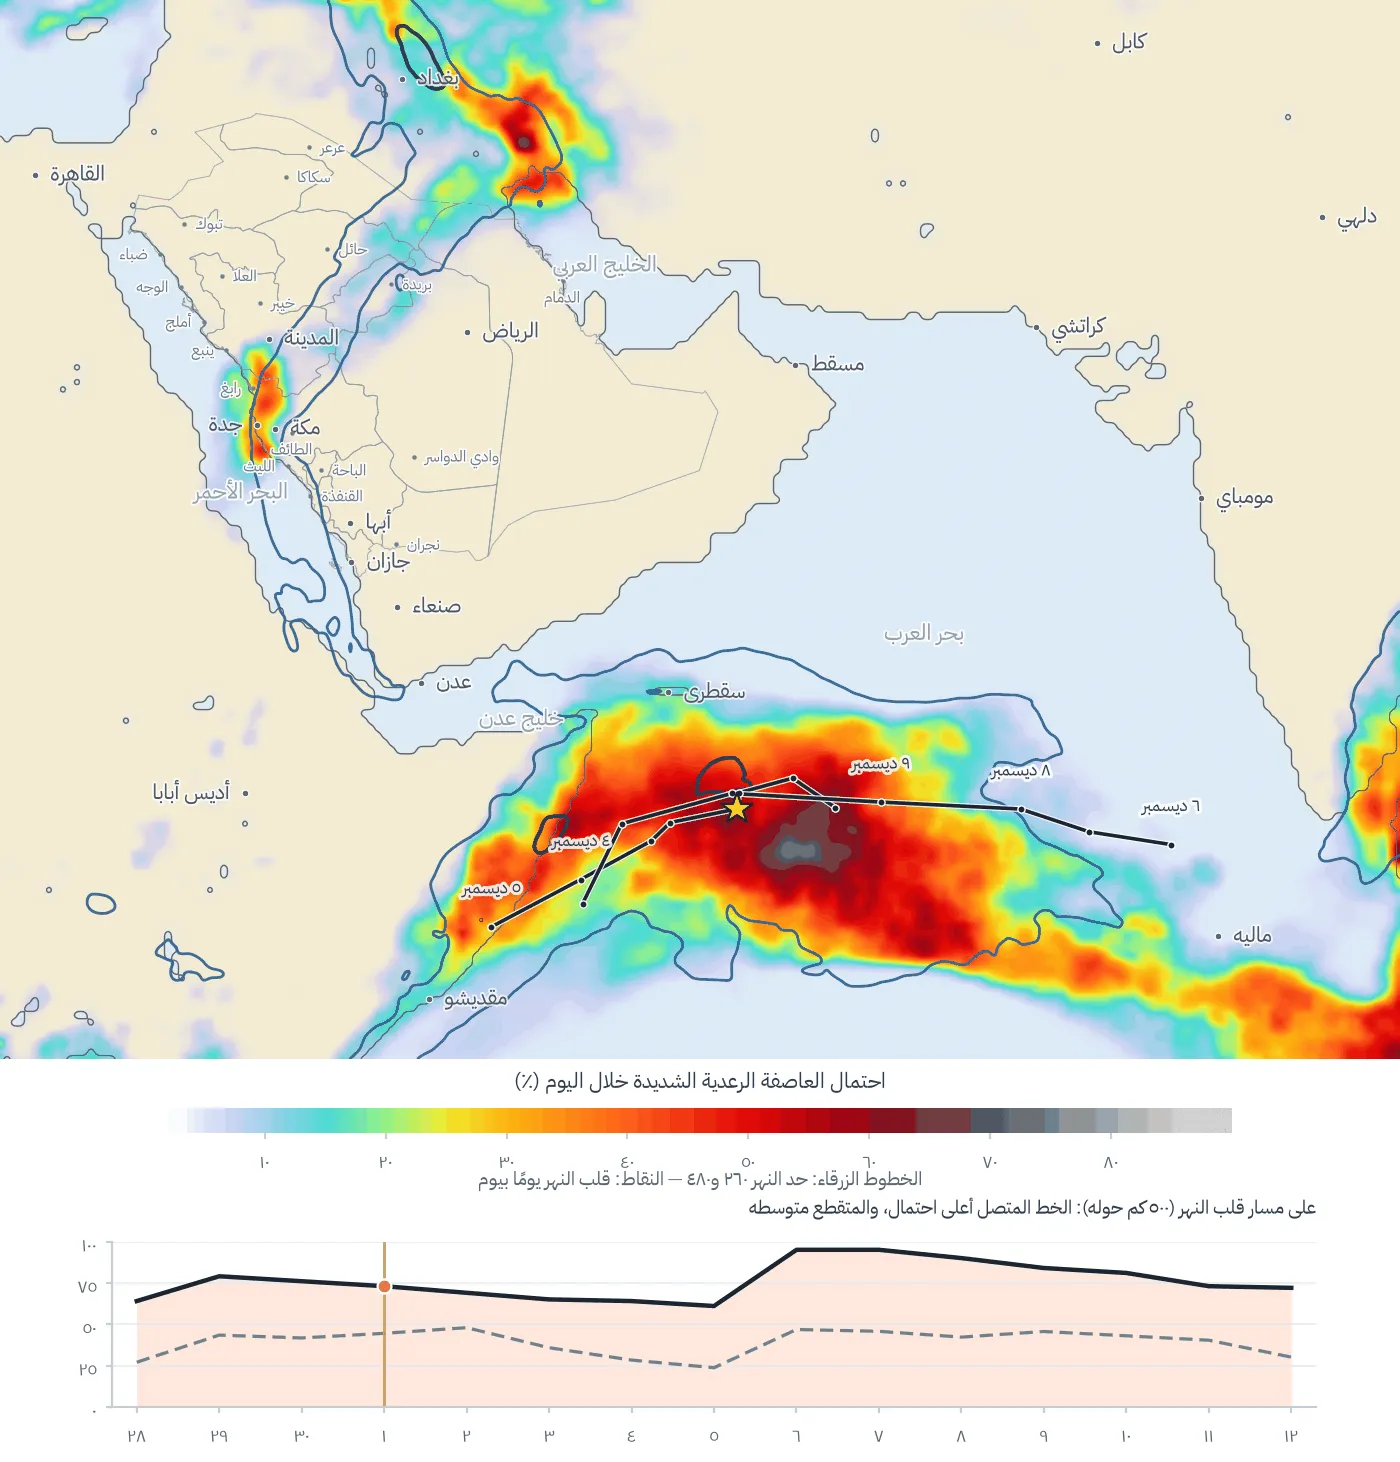 كابل
بغداد
القاهرة
عرعر
سكاكا
دلهي
تبوك
ضباء
حائل
الخليج العربي
العلا
الوجه
بريدة
الدمام
خيبر
أملج
كراتشي
المدينة
الرياض
ينبع
مسقط
رابغ
جدة
مكة
الطائف
الليث
وادي الدواسر
الباحة
البحر الأحمر
القنفذة
مومباي
أبها
نجران
جازان
صنعاء
بحر العرب
عدن
سقطرى
خليج عدن
٩ ديسمبر
٨ ديسمبر
أديس أبابا
٦ ديسمبر
٤ ديسمبر
٥ ديسمبر
ماليه
مقديشو
احتمال العاصفة الرعدية الشديدة خلال اليوم (٪)
١٠ ٢٠ ٣٠ ٤٠ ٥٠ ٦٠ ٧٠ ٨٠
الخطوط الزرقاء: حد النهر ٢٦٠ و٤٨٠ — النقاط: قلب النهر يومًا بيوم
على مسار قلب النهر (٥٠٠ كم حوله): الخط المتصل أعلى احتمال، والمتقطع متوسطه
١٠٠
٧٥
٥٠
٢٥
٠
٢٨ ٢٩ ٣٠ ١ ٢ ٣ ٤ ٥ ٦ ٧ ٨ ٩ ١٠ ١١ ١٢